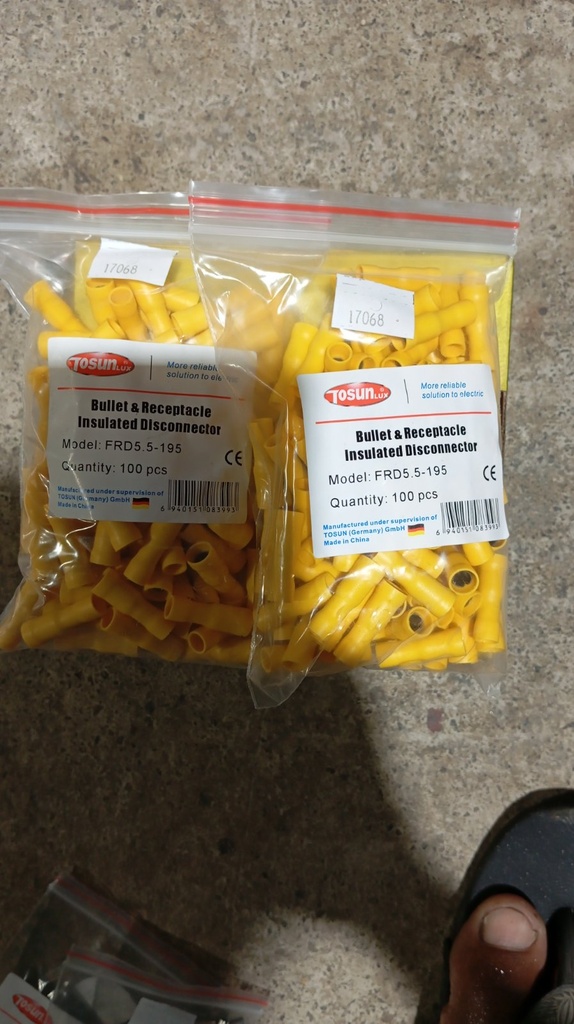 17068
TOSUNLUX®
More reliable
solution to electric
Bullet & Receptacle
Insulated Disconnector
Model: FRD5.5-195
Quantity: 100 pcs
CE
Manufactured under supervision of
TOSUN (Germany) GmbH
Made in China
6 940151 083993
17068
TOSUNLUX®
More reliable
solution to electric
Bullet & Receptacle
Insulated Disconnector
Model: FRD5.5-195
Quantity: 100 pcs
CE
Manufactured under supervision of
TOSUN (Germany) GmbH
Made in China
6 940151 083993